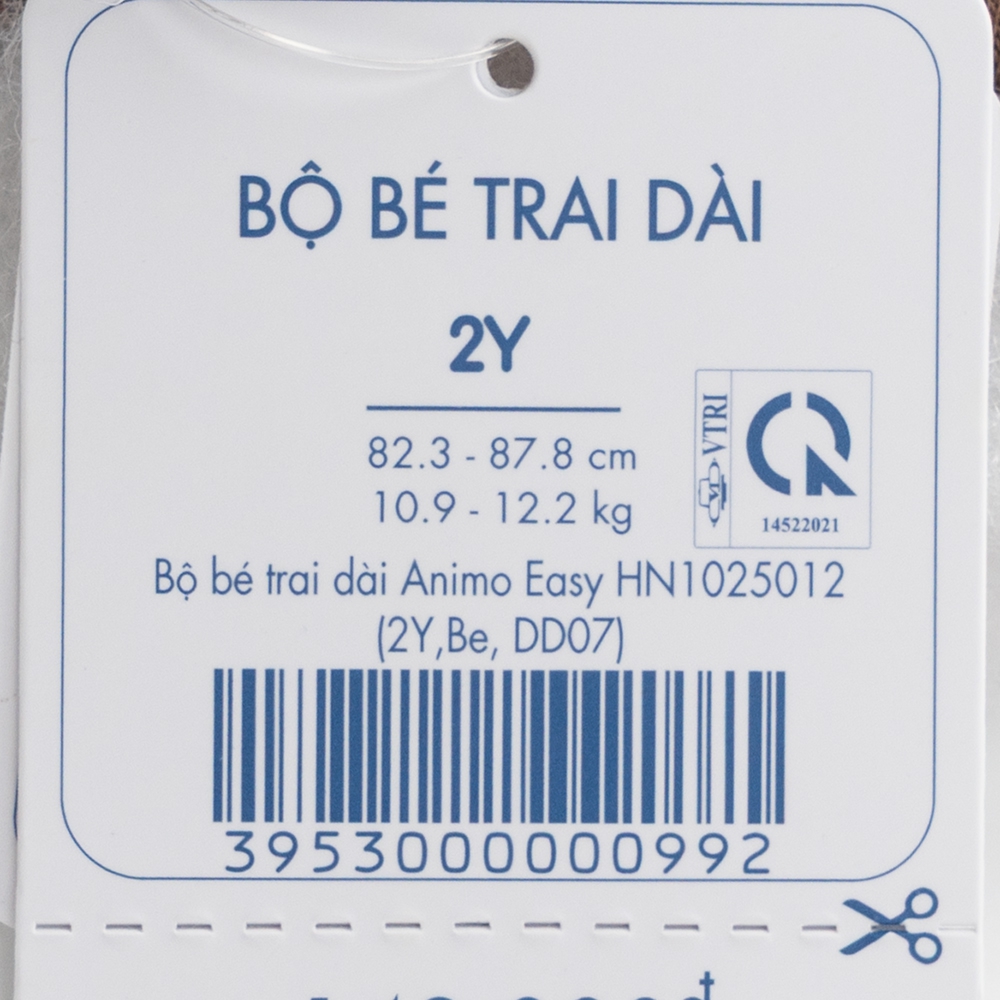 BỘ BÉ TRAI DÀI
2Y
82.3 - 87.8 cm
10.9 - 12.2 kg
VTRI
14522021
Bộ bé trai dài Animo Easy HN1025012
(2Y,Be, DD07)
3953000000992